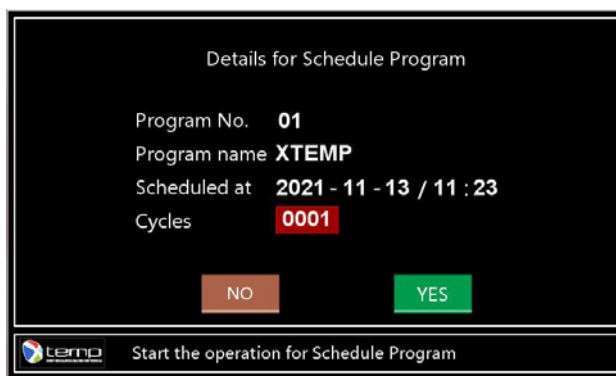 Details for Schedule Program
Program No. 01
Program name XTEMP
Scheduled at 2021 - 11 - 13 / 11 : 23
Cycles 0001
NO YES
temp Start the operation for Schedule Program